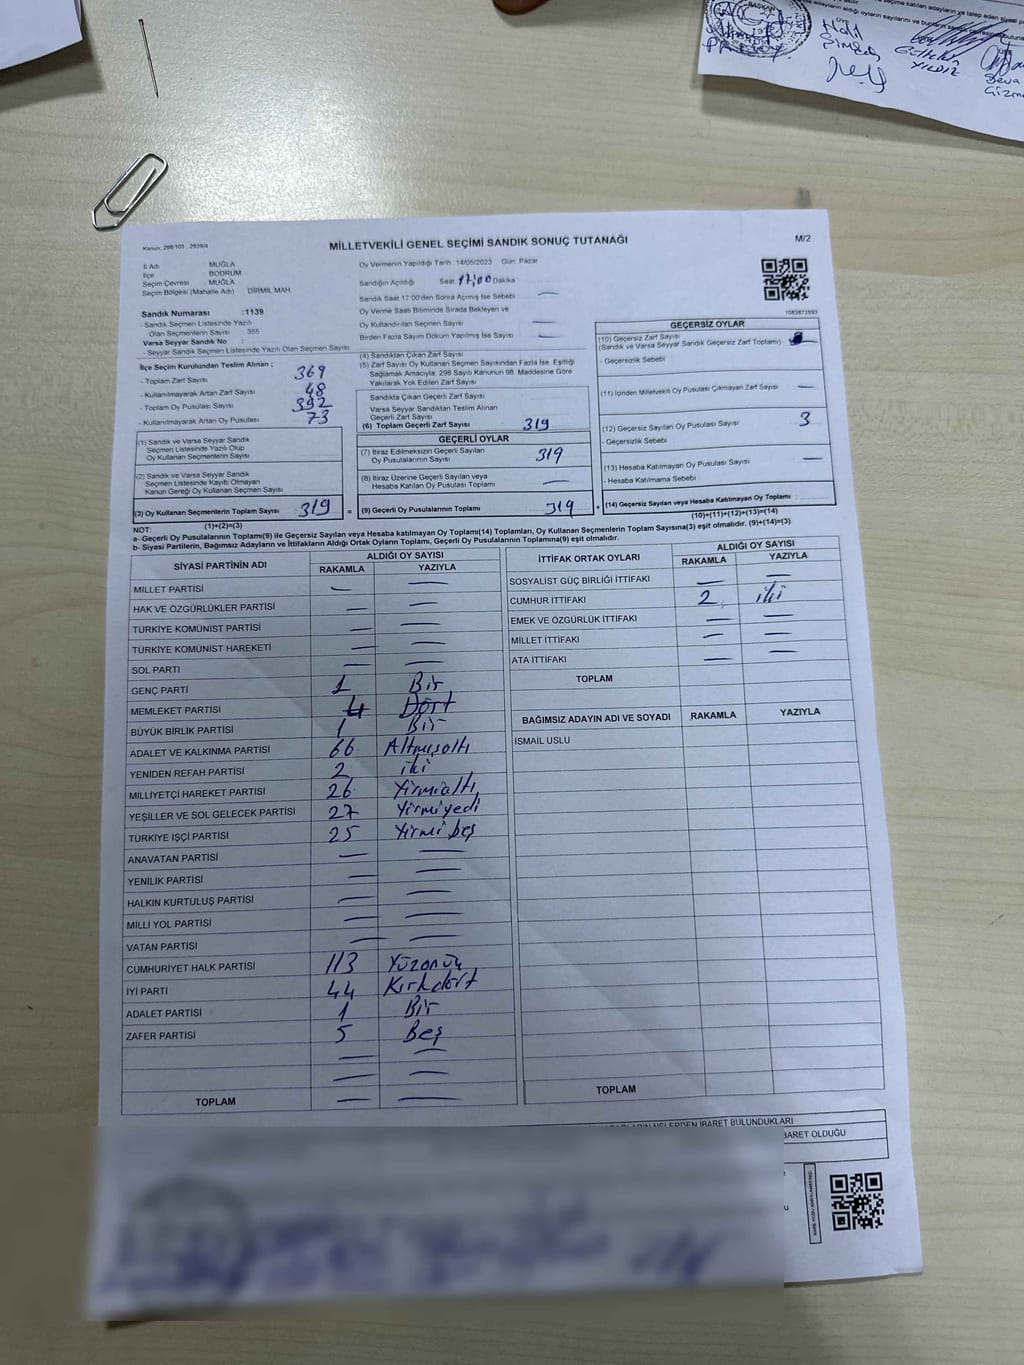 BAŞKAN
YILDIZ
Kanun, 298/105 2839/4
MİLLETVEKİLİ GENEL SEÇİMİ SANDIK SONUÇ TUTANAĞI
M/2
İl Adı MUĞLA
İlçe BODRUM
Seçim Çevresi MUĞLA
Seçim Bölgesi (Mahalle Adı) DİRMİL MAH.
Oy Vermenin Yapıldığı Tarih :14/05/2023 Gün Pazar
Sandığın Açıldığı Saat 17:00 Dakika
Sandık Saat 17:00'den Sonra Açılmış İse Sebebi —
Oy Verme Saati Bitiminde Sırada Bekleyen ve
Oy Kullandırılan Seçmen Sayısı —
Birden Fazla Sayım Döküm Yapılmış İse Sayısı —
Sandık Numarası : 1139
- Sandık Seçmen Listesinde Yazılı
Olan Seçmenlerin Sayısı : 355
Varsa Seyyar Sandık No :
- Seyyar Sandık Seçmen Listesinde Yazılı Olan Seçmen Sayısı
İlçe Seçim Kurulundan Teslim Alınan ;
- Toplam Zarf Sayısı 369
- Kullanılmayarak Artan Zarf Sayısı 48
- Toplam Oy Pusulası Sayısı 392
- Kullanılmayarak Artan Oy Pusulası 73
(1) Sandık ve Varsa Seyyar Sandık
Seçmen Listesinde Yazılı Olup
Oy Kullanan Seçmenlerin Sayısı
(2) Sandık ve Varsa Seyyar Sandık
Seçmen Listesinde Kayıtlı Olmayan
Kanun Gereği Oy Kullanan Seçmen Sayısı
(3) Oy Kullanan Seçmenlerin Toplam Sayısı 319
(4) Sandıktan Çıkan Zarf Sayısı
(5) Zarf Sayısı Oy Kullanan Seçmen Sayısından Fazla İse, Eşitliği
Sağlamak Amacıyla, 298 Sayılı Kanunun 98. Maddesine Göre
Yakılarak Yok Edilen Zarf Sayısı
Sandıkta Çıkan Geçerli Zarf Sayısı
Varsa Seyyar Sandıktan Teslim Alınan
Geçerli Zarf Sayısı
(6) Toplam Geçerli Zarf Sayısı 319
GEÇERLİ OYLAR
(7) İtiraz Edilmeksizin Geçerli Sayılan
Oy Pusulalarının Sayısı 319
(8) İtiraz Üzerine Geçerli Sayılan veya
Hesaba Katılan Oy Pusulası Toplamı —
(9) Geçerli Oy Pusulalarının Toplamı 319
1083872893
GEÇERSİZ OYLAR
(10) Geçersiz Zarf Sayısı
(Sandık ve Varsa Seyyar Sandık Geçersiz Zarf Toplamı)
- Geçersizlik Sebebi
(11) İçinden Milletvekili Oy Pusulası Çıkmayan Zarf Sayısı —
(12) Geçersiz Sayılan Oy Pusulası Sayısı 3
- Geçersizlik Sebebi
(13) Hesaba Katılmayan Oy Pusulası Sayısı —
- Hesaba Katılmama Sebebi
(14) Geçersiz Sayılan veya Hesaba Katılmayan Oy Toplamı
(10)+(11)+(12)+(13)=(14)
NOT: (1)+(2)=(3)
a- Geçerli Oy Pusulalarının Toplamı(9) ile Geçersiz Sayılan veya Hesaba Katılmayan Oy Toplamı(14) Toplamları, Oy Kullanan Seçmenlerin Toplam Sayısına(3) eşit olmalıdır. (9)+(14)=(3)
b- Siyasi Partilerin, Bağımsız Adayların ve İttifakların Aldığı Ortak Oyların Toplamı, Geçerli Oy Pusulalarının Toplamına(9) eşit olmalıdır.
SİYASİ PARTİNİN ADI ALDIĞI OY SAYISI
RAKAMLA YAZIYLA
MİLLET PARTİSİ — —
HAK VE ÖZGÜRLÜKLER PARTİSİ — —
TÜRKİYE KOMÜNİST PARTİSİ — —
TÜRKİYE KOMÜNİST HAREKETİ — —
SOL PARTİ — —
GENÇ PARTİ 1 Bir
MEMLEKET PARTİSİ 4 Dört
BÜYÜK BİRLİK PARTİSİ 1 Bir
ADALET VE KALKINMA PARTİSİ 66 Altmışaltı
YENİDEN REFAH PARTİSİ 2 iki
MİLLİYETÇİ HAREKET PARTİSİ 26 Yirmialtı
YEŞİLLER VE SOL GELECEK PARTİSİ 27 Yirmiyedi
TÜRKİYE İŞÇİ PARTİSİ 25 Yirmi beş
ANAVATAN PARTİSİ — —
YENİLİK PARTİSİ — —
HALKIN KURTULUŞ PARTİSİ — —
MİLLİ YOL PARTİSİ — —
VATAN PARTİSİ — —
CUMHURİYET HALK PARTİSİ 113 Yüzonüç
İYİ PARTİ 44 Kırkdört
ADALET PARTİSİ 1 Bir
ZAFER PARTİSİ 5 Beş
— —
— —
TOPLAM — —
İTTİFAK ORTAK OYLARI ALDIĞI OY SAYISI
RAKAMLA YAZIYLA
SOSYALİST GÜÇ BİRLİĞİ İTTİFAKI — —
CUMHUR İTTİFAKI 2 iki
EMEK VE ÖZGÜRLÜK İTTİFAKI — —
MİLLET İTTİFAKI — —
ATA İTTİFAKI — —
TOPLAM
BAĞIMSIZ ADAYIN ADI VE SOYADI RAKAMLA YAZIYLA
İSMAİL USLU
TOPLAM
NELERDEN İBARET BULUNDUKLARI
İBARET OLDUĞU